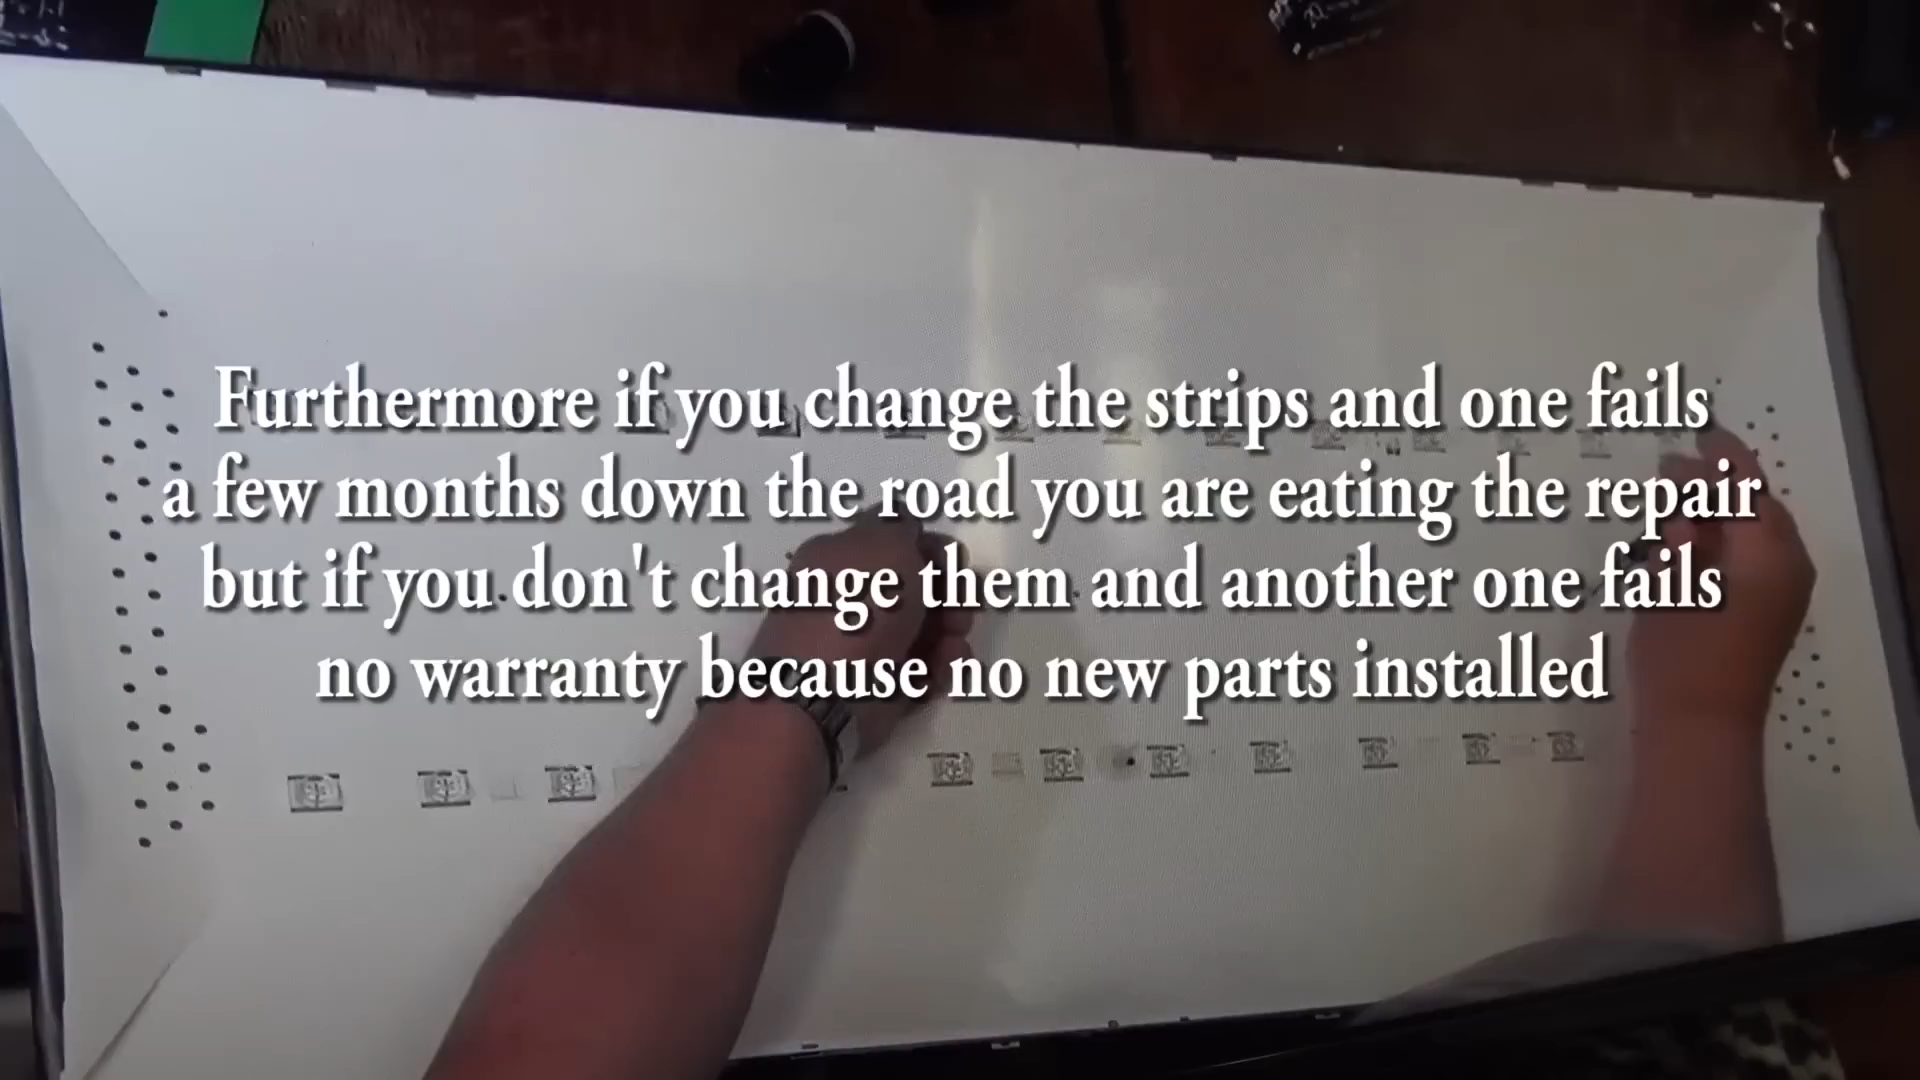 Furthermore if you change the strips and one fails
a few months down the road you are eating the repair
but if you don't change them and another one fails
no warranty because no new parts installed